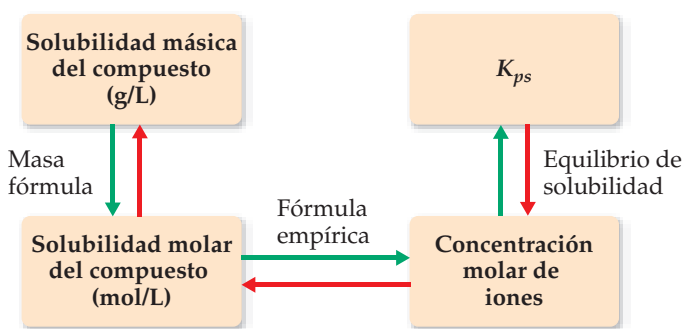 Solubilidad másica
del compuesto
(g/L)
K_ps
Masa
fórmula
Equilibrio de
solubilidad
Fórmula
empírica
Solubilidad molar
del compuesto
(mol/L)
Concentración
molar de
iones